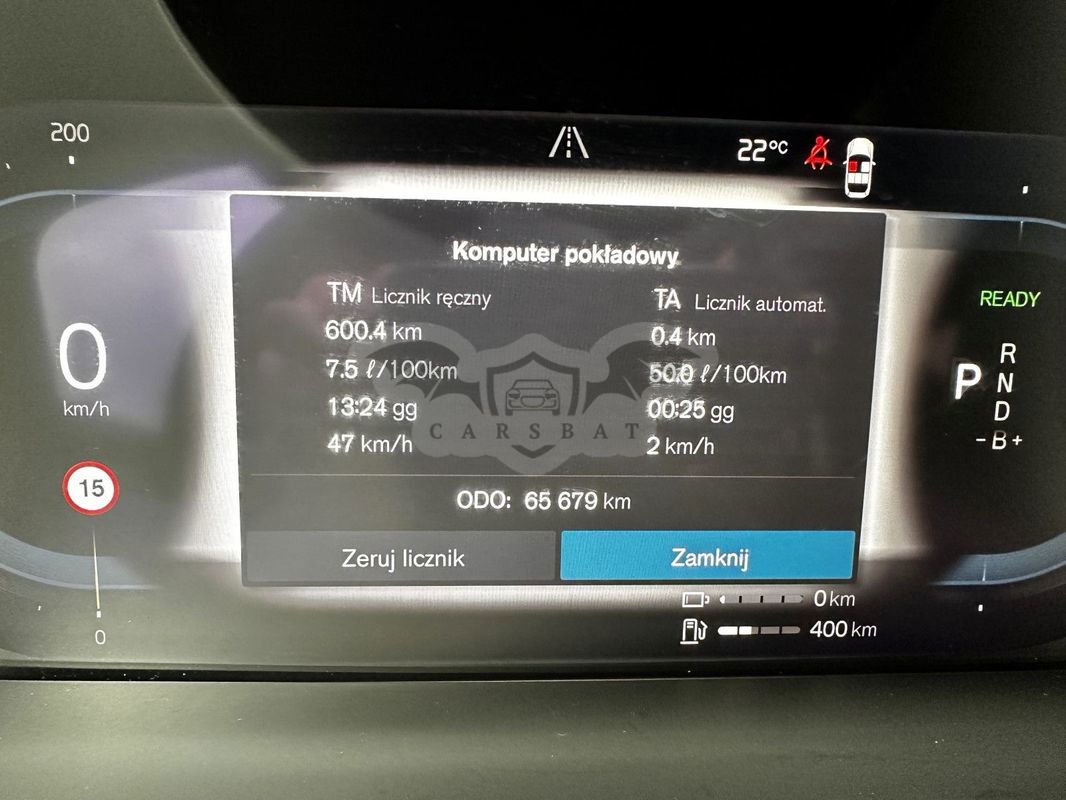 200
22°C
Komputer pokładowy
TM Licznik ręczny
600.4 km
7.5 ℓ/100km
13:24 gg
47 km/h
TA Licznik automat.
0.4 km
50.0 ℓ/100km
00:25 gg
2 km/h
CARSBAT
ODO: 65 679 km
Zeruj licznik
Zamknij
0
km/h
15
0
READY
R
N
P
D
-B+
0 km
400 km